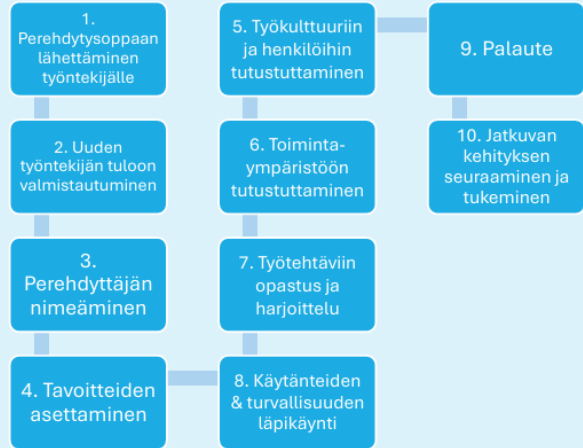 1.
Perehdytysoppaan
lähettäminen
työntekijälle
2. Uuden
työntekijän tuloon
valmistautuminen
3.
Perehdyttäjän
nimeäminen
4. Tavoitteiden
asettaminen
5. Työkulttuuriin
ja henkilöihin
tutustuttaminen
6. Toiminta-
ympäristöön
tutustuttaminen
7. Työtehtäviin
opastus ja
harjoittelu
8. Käytänteiden
& turvallisuuden
läpikäynti
9. Palaute
10. Jatkuvan
kehityksen
seuraaminen ja
tukeminen